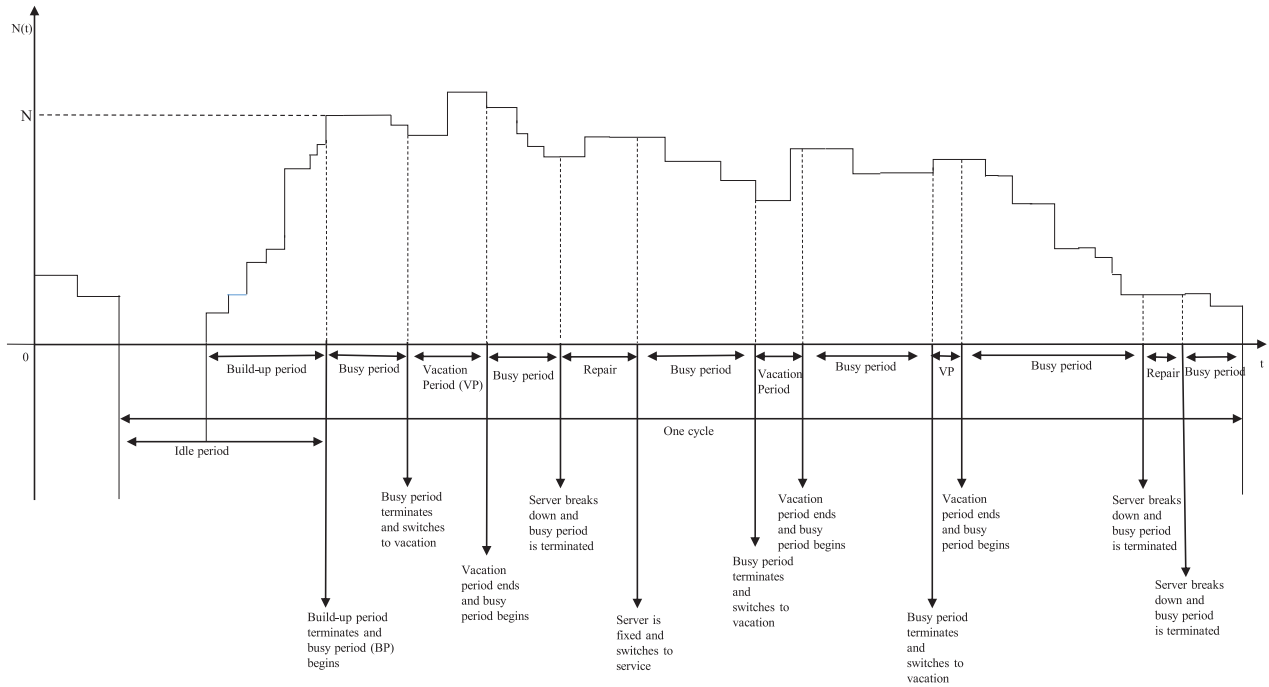 N(t)
N
0
t
Build-up period
Busy period
Vacation
Period (VP)
Busy period
Repair
Busy period
Vacation
Period
Busy period
VP
Busy period
Repair
Busy period
One cycle
Idle period
Busy period
terminates
and switches
to vacation
Server breaks
down and
busy period
is terminated
Vacation
period ends
and busy
period begins
Vacation
period ends
and busy
period begins
Server breaks
down and
busy period
is terminated
Vacation
period ends
and busy
period begins
Busy period
terminates
and
switches to
vacation
Server breaks
down and
busy period
is terminated
Build-up period
terminates and
busy period (BP)
begins
Server is
fixed and
switches to
service
Busy period
terminates
and
switches to
vacation